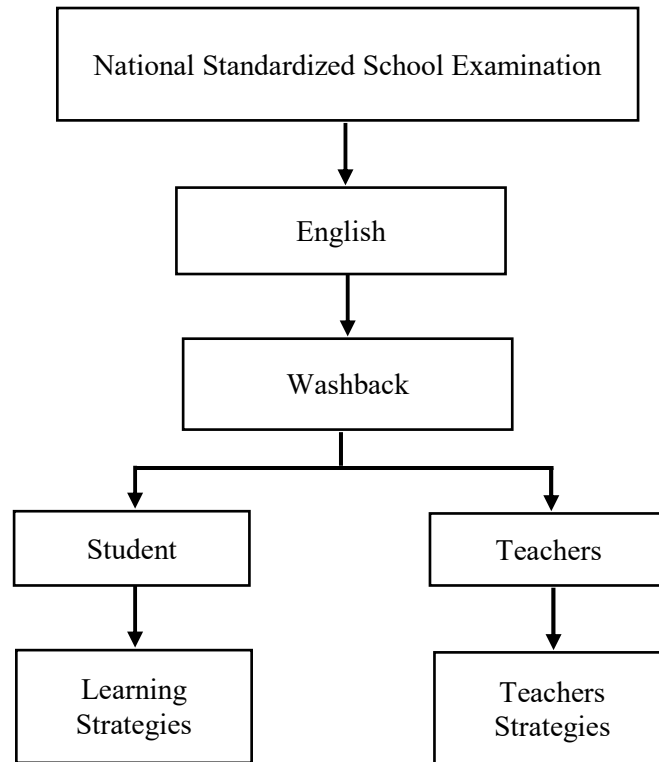 National Standardized School Examination
English
Washback
Student
Teachers
Learning
Strategies
Teachers
Strategies